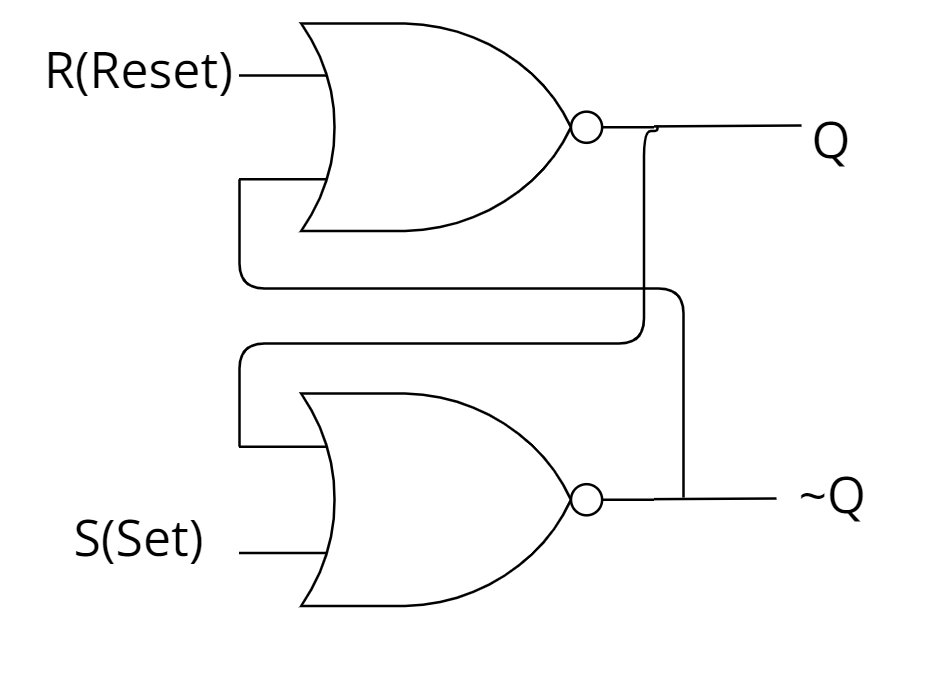 R(Reset)
Q
~Q
S(Set)